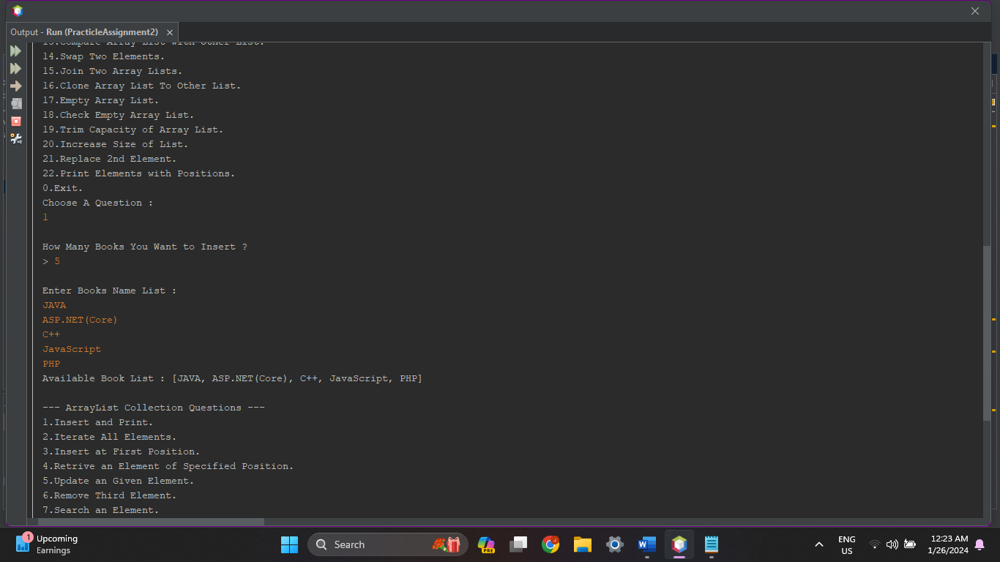 Output - Run (PracticleAssignment2)
13.Compare Array List with Other List.
14.Swap Two Elements.
15.Join Two Array Lists.
16.Clone Array List To Other List.
17.Empty Array List.
18.Check Empty Array List.
19.Trim Capacity of Array List.
20.Increase Size of List.
21.Replace 2nd Element.
22.Print Elements with Positions.
0.Exit.
Choose A Question :
1
How Many Books You Want to Insert ?
> 5
Enter Books Name List :
JAVA
ASP.NET(Core)
C++
JavaScript
PHP
Available Book List : [JAVA, ASP.NET(Core), C++, JavaScript, PHP]
--- ArrayList Collection Questions ---
1.Insert and Print.
2.Iterate All Elements.
3.Insert at First Position.
4.Retrive an Element of Specified Position.
5.Update an Given Element.
6.Remove Third Element.
7.Search an Element.
1
Upcoming
Earnings
Search
PRE
ENG
US
12:23 AM
1/26/2024